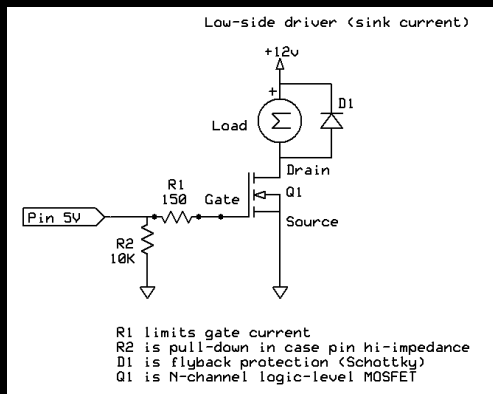 Low-side driver (sink current)
+12v
+
D1
Load
Σ
Drain
R1
150
Gate
Q1
Pin 5V
Source
R2
10K
R1 limits gate current
R2 is pull-down in case pin hi-impedance
D1 is flyback protection (Schottky)
Q1 is N-channel logic-level MOSFET